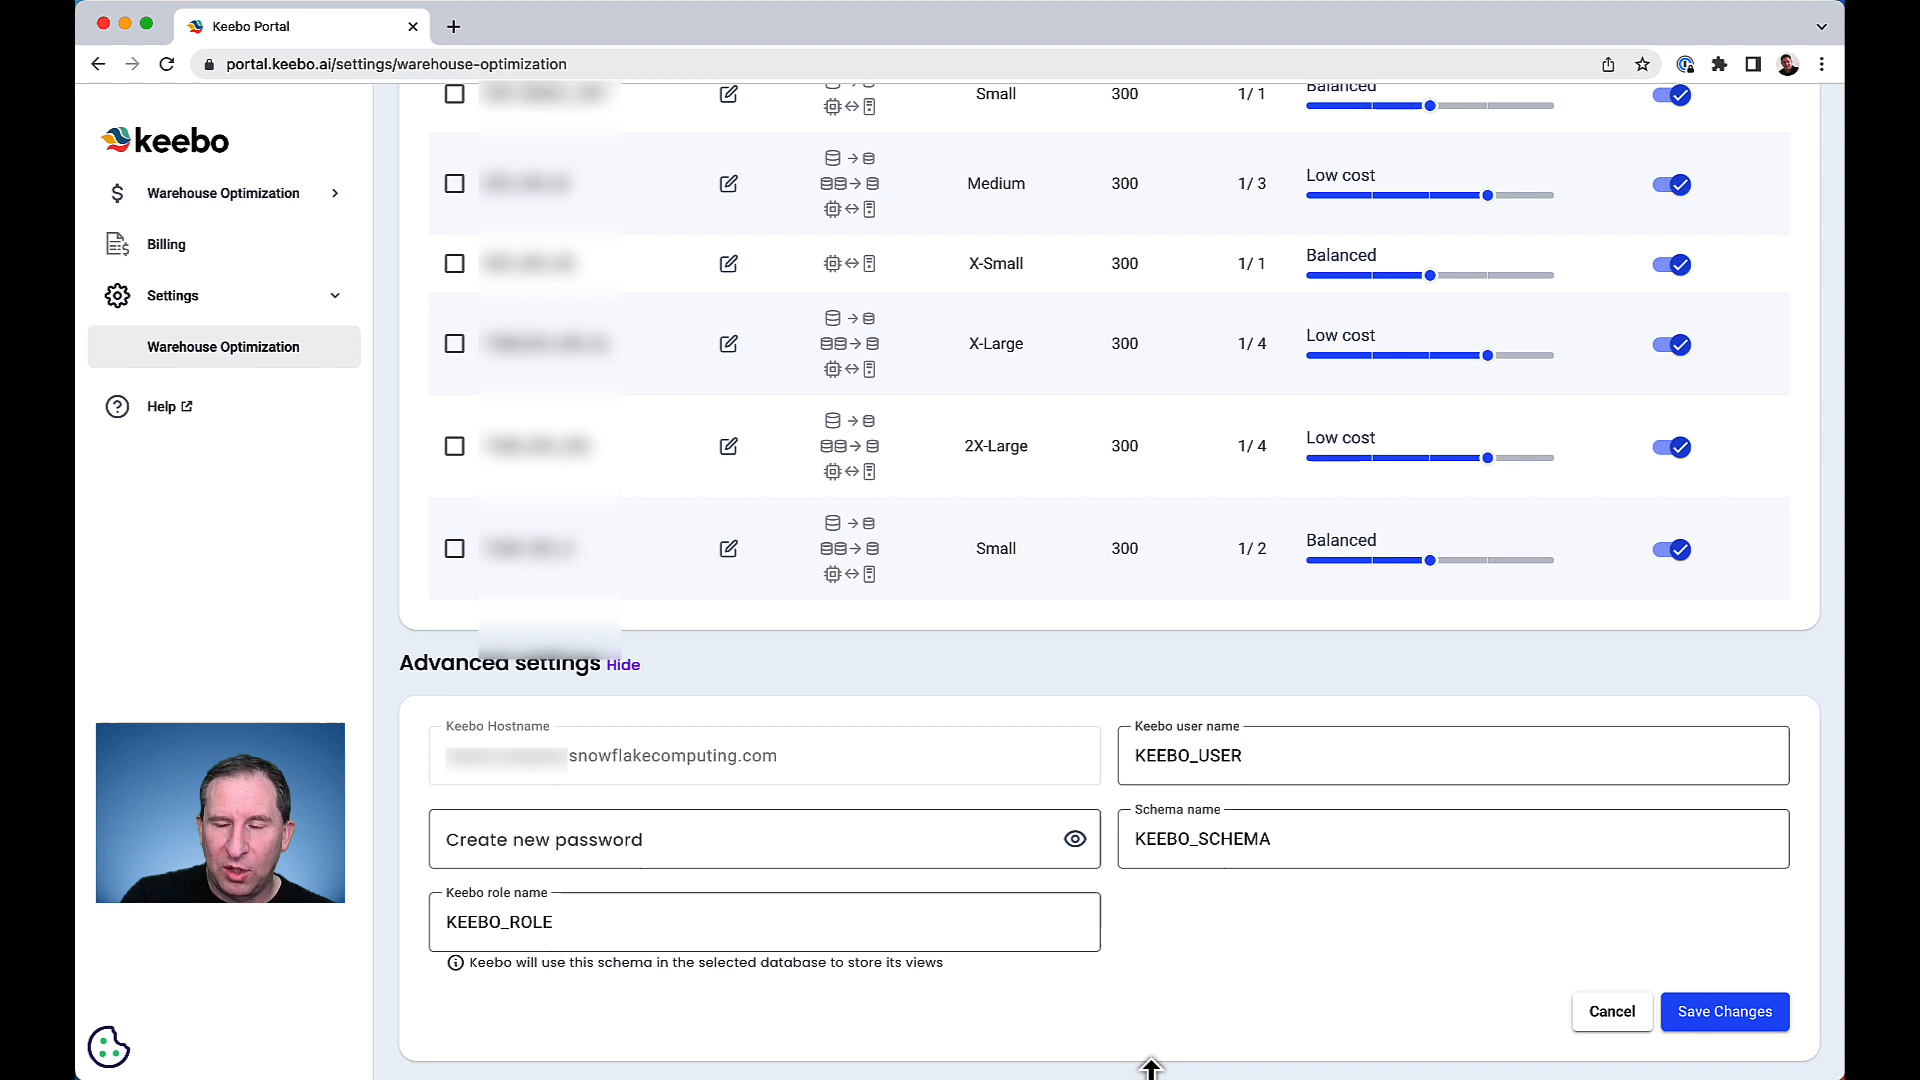 Keebo Portal
portal.keebo.ai/settings/warehouse-optimization
keebo
Warehouse Optimization
Billing
Settings
Warehouse Optimization
Help
Small 300 1/ 1 Balanced
Medium 300 1/ 3 Low cost
X-Small 300 1/ 1 Balanced
X-Large 300 1/ 4 Low cost
2X-Large 300 1/ 4 Low cost
Small 300 1/ 2 Balanced
Advanced settings Hide
Keebo Hostname
snowflakecomputing.com
Keebo user name
KEEBO_USER
Create new password
Schema name
KEEBO_SCHEMA
Keebo role name
KEEBO_ROLE
Keebo will use this schema in the selected database to store its views
Cancel
Save Changes